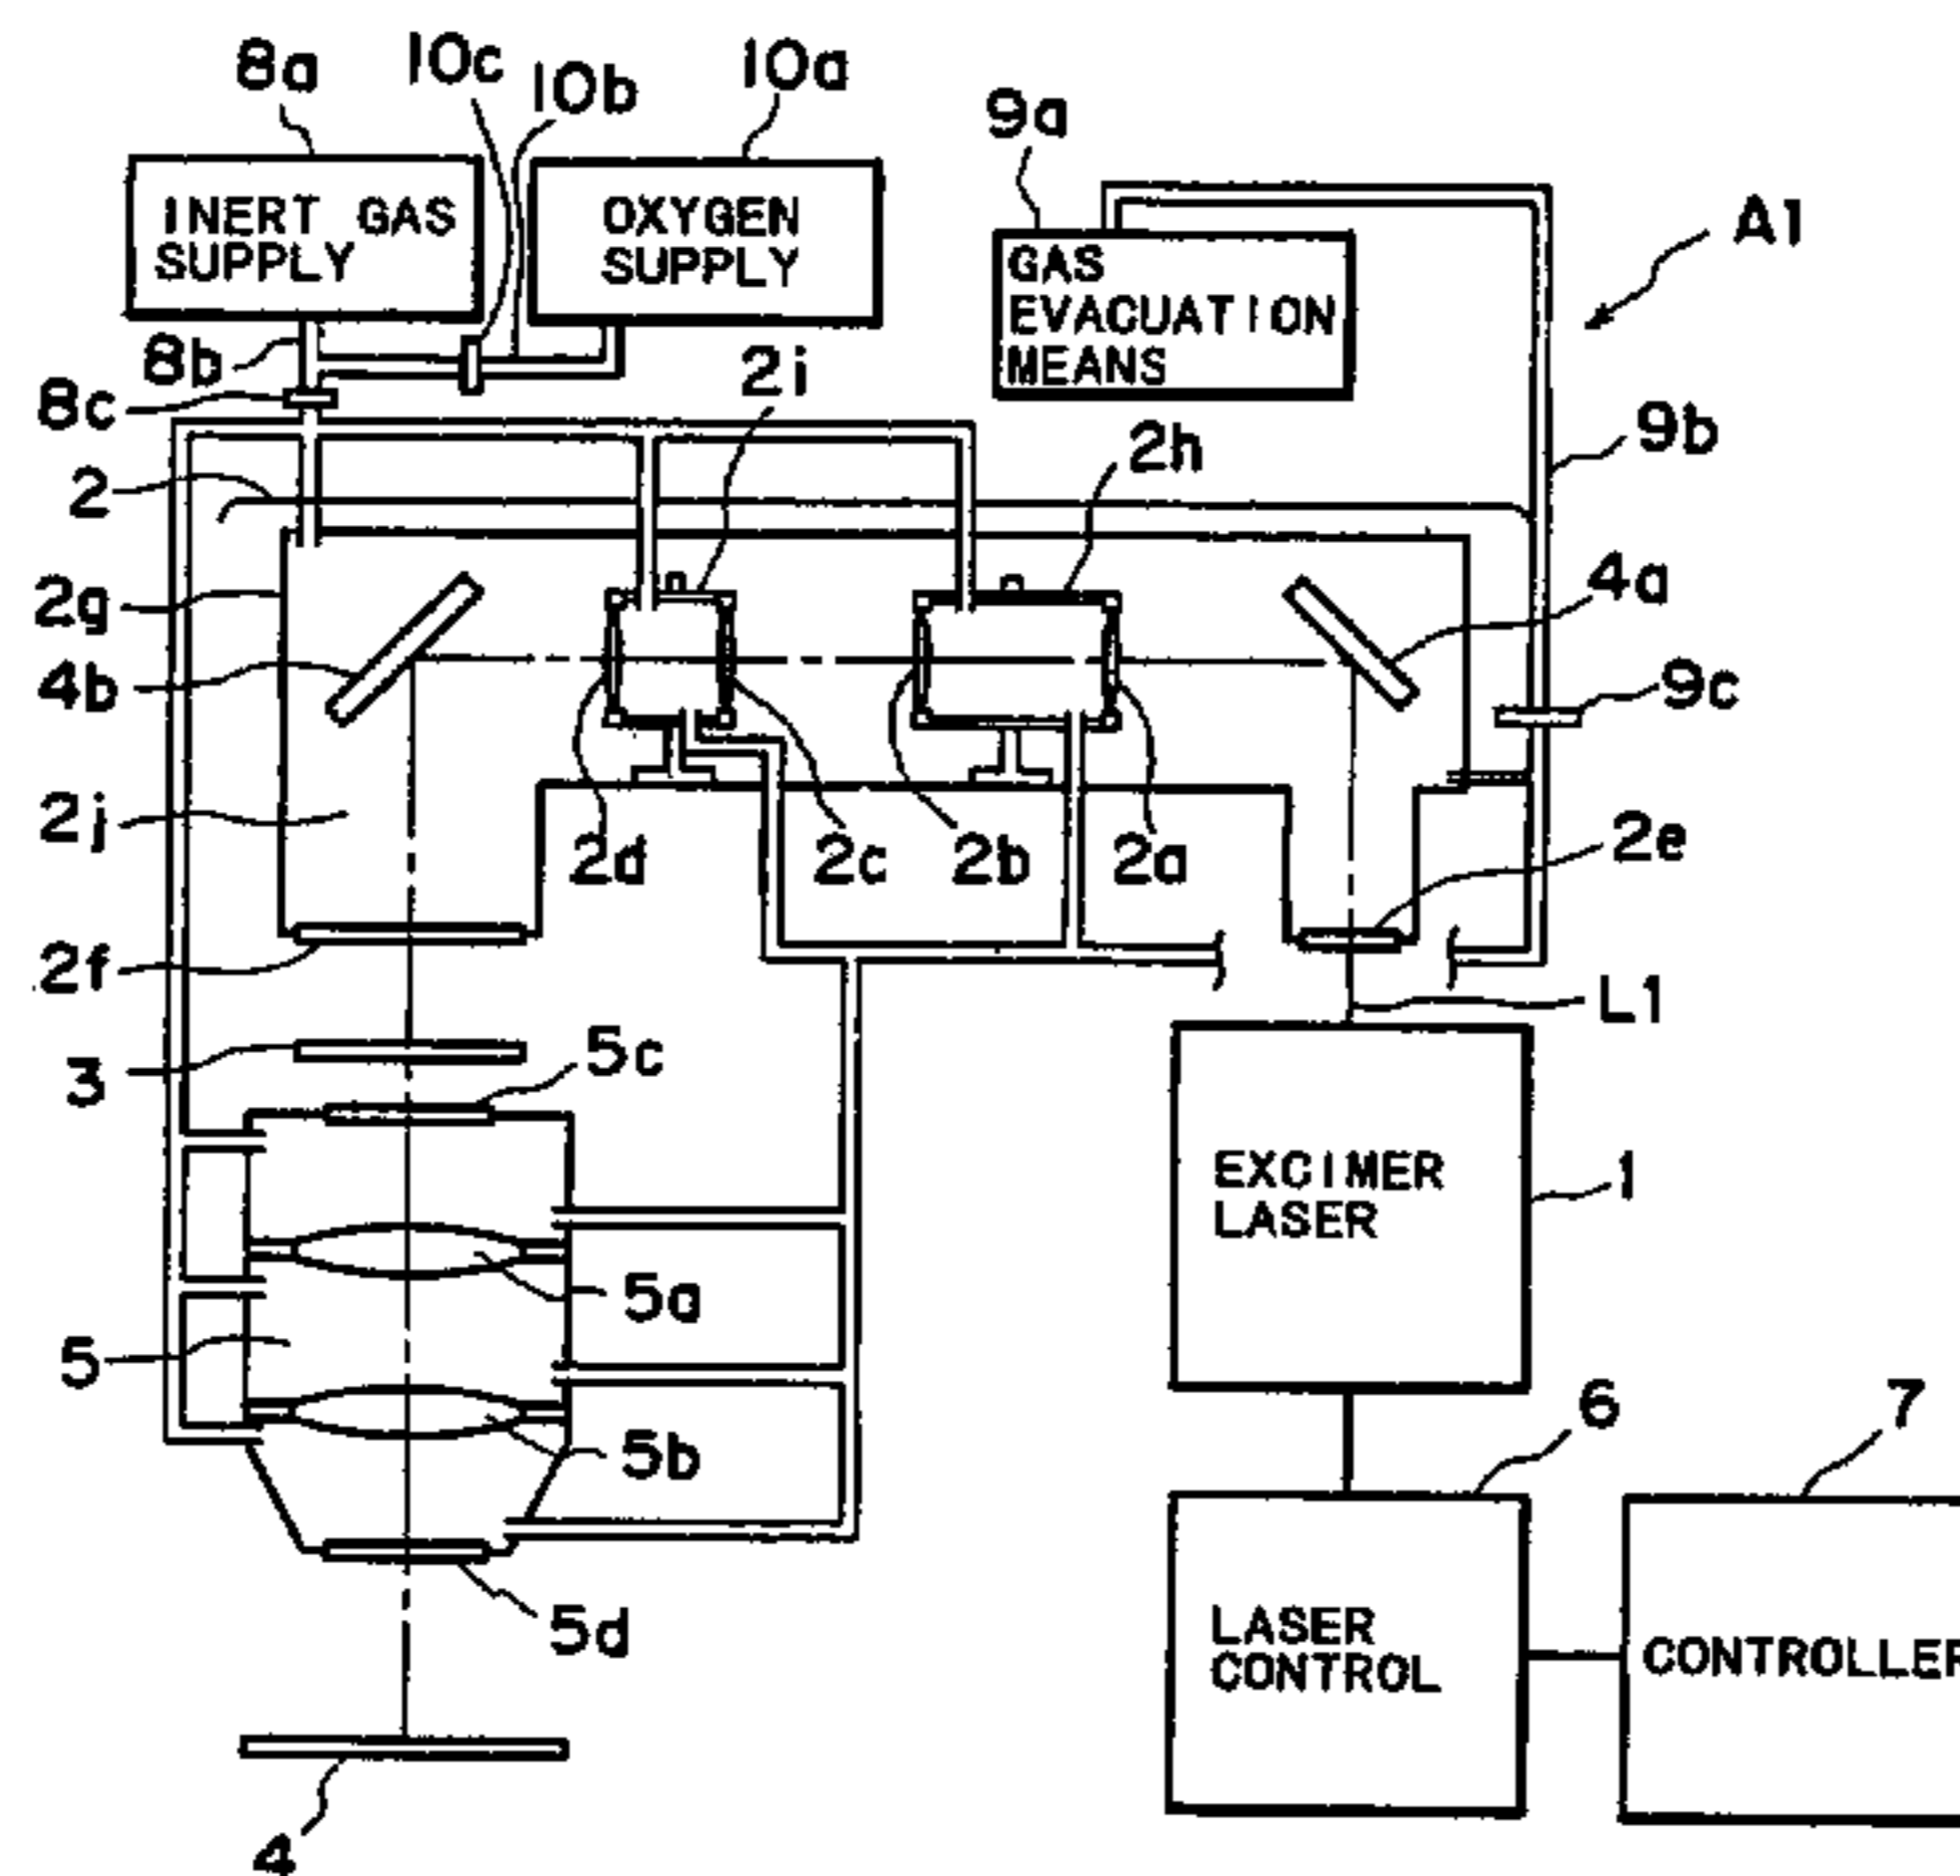 8a
10c
10b
10a
9a
A1
INERT GAS
SUPPLY
OXYGEN
SUPPLY
GAS
EVACUATION
MEANS
8b
8c
2i
2h
9b
2
2g
4a
4b
9c
2j
2d
2c
2b
2a
2e
2f
L1
3
5c
EXCIMER
LASER
1
5a
5
6
7
5b
5d
LASER
CONTROL
CONTROLLER
4